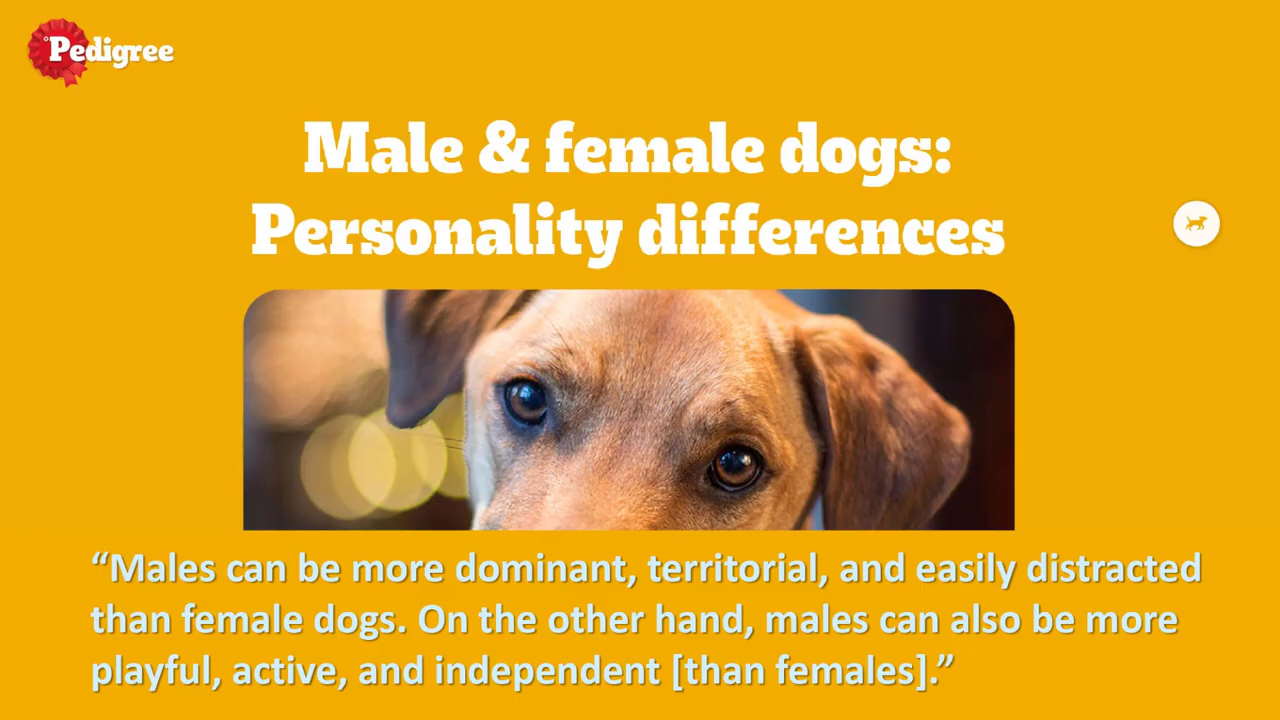 Pedigree
Male & female dogs:
Personality differences
“Males can be more dominant, territorial, and easily distracted
than female dogs. On the other hand, males can also be more
playful, active, and independent [than females].”